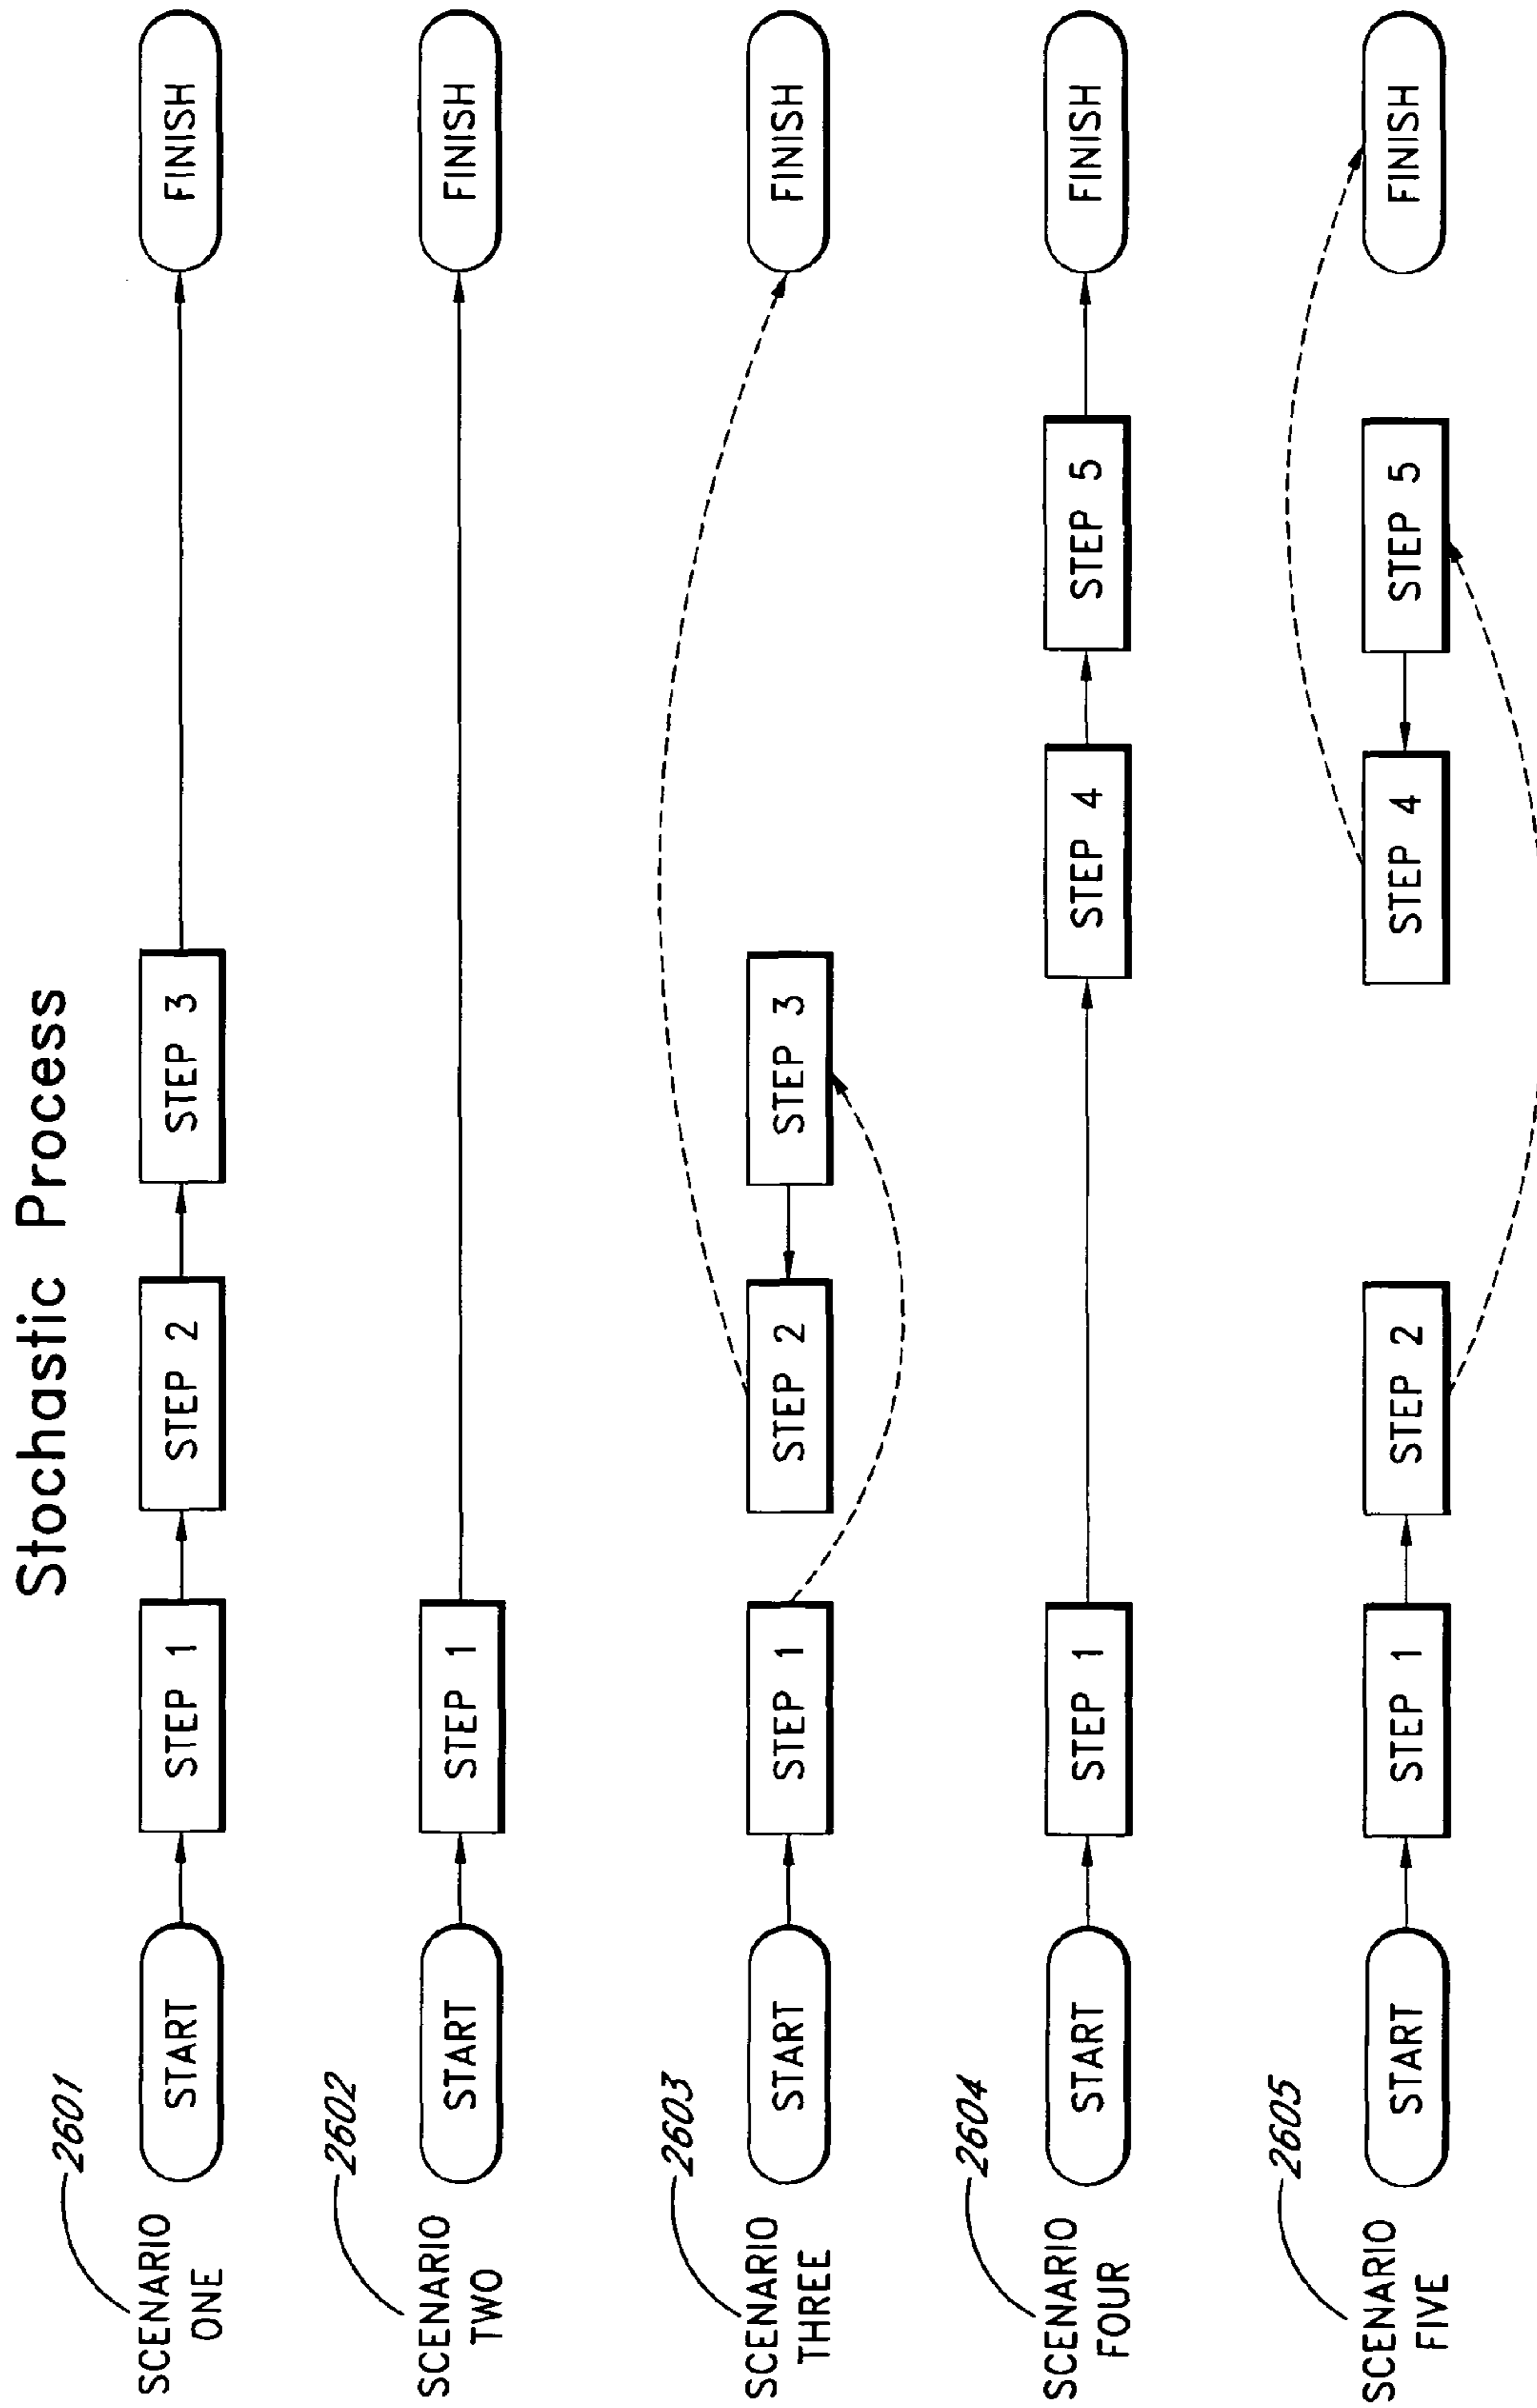 Stochastic Process
2601
SCENARIO
ONE
START
STEP 1
STEP 2
STEP 3
FINISH
2602
SCENARIO
TWO
START
STEP 1
FINISH
2603
SCENARIO
THREE
START
STEP 1
STEP 2
STEP 3
FINISH
2604
SCENARIO
FOUR
START
STEP 1
STEP 4
STEP 5
FINISH
2605
SCENARIO
FIVE
START
STEP 1
STEP 2
STEP 4
STEP 5
FINISH